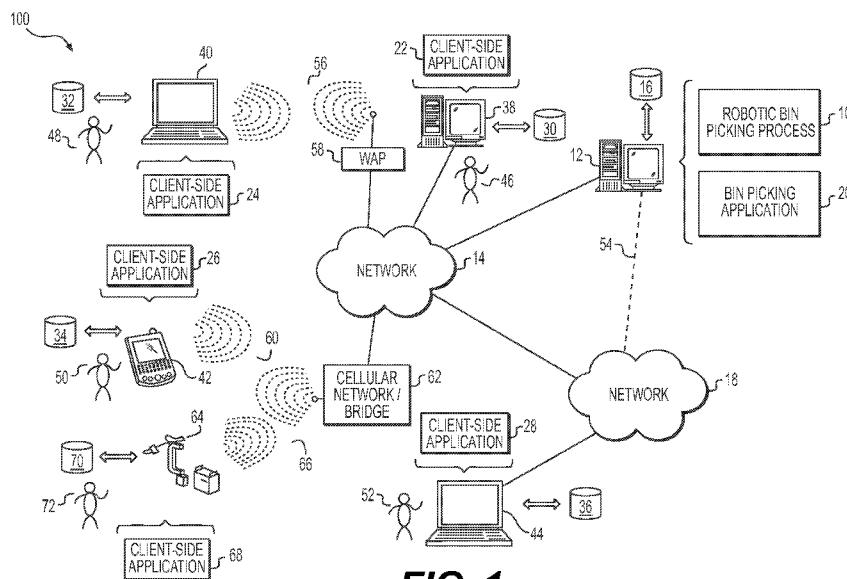 100
40
56
22
CLIENT-SIDE
APPLICATION
16
32
38
30
ROBOTIC BIN
PICKING PROCESS
10
48
58
WAP
12
46
CLIENT-SIDE
APPLICATION
24
BIN PICKING
APPLICATION
20
CLIENT-SIDE
APPLICATION
26
NETWORK
14
54
34
60
50
42
CELLULAR
NETWORK /
BRIDGE
62
NETWORK
18
64
CLIENT-SIDE
APPLICATION
28
70
66
72
52
44
36
CLIENT-SIDE
APPLICATION
68